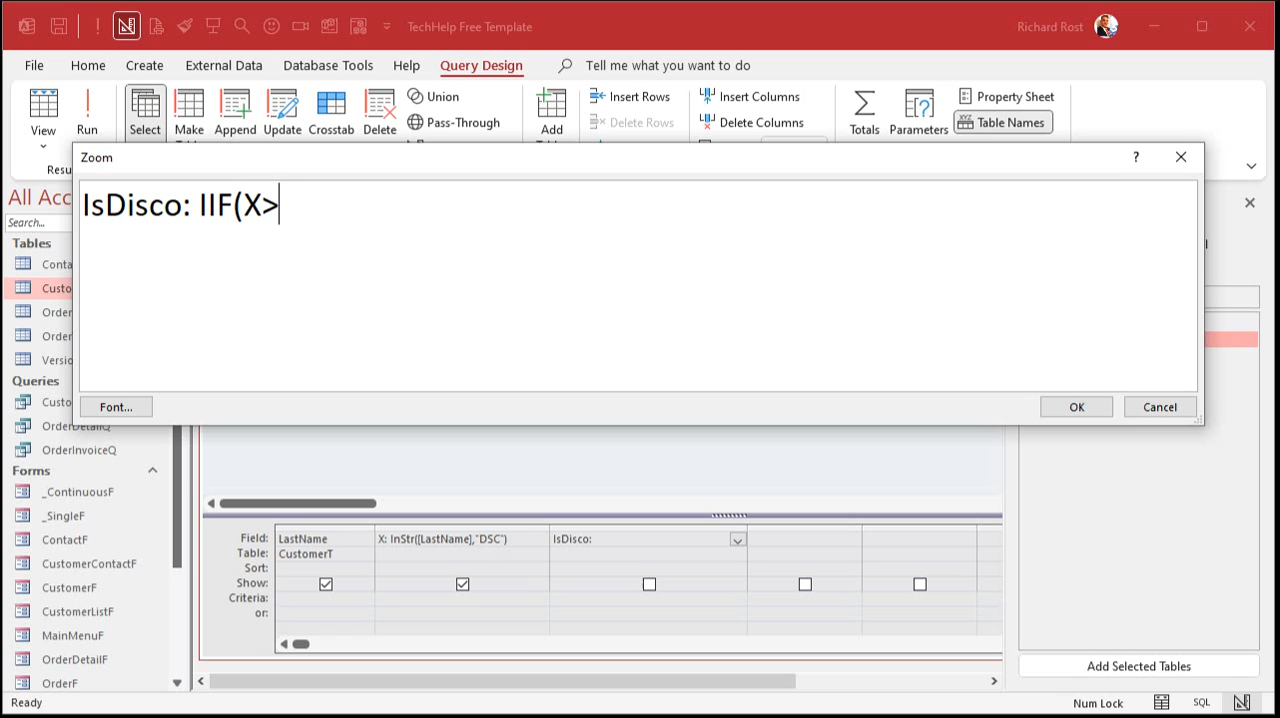 TechHelp Free Template
Richard Rost
File Home Create External Data Database Tools Help Query Design Tell me what you want to do
View
Run
Select
Make
Append
Update
Crosstab
Delete
Union
Pass-Through
Add
Insert Rows
Delete Rows
Insert Columns
Delete Columns
Totals
Parameters
Property Sheet
Table Names
Resu
Zoom
?
IsDisco: IIF(X>
Font...
OK
Cancel
All Acc
Search...
Tables
Conta
Custo
Order
Order
Versio
Queries
Custo
OrderDetailQ
OrderInvoiceQ
Forms
_ContinuousF
_SingleF
ContactF
CustomerContactF
CustomerF
CustomerListF
MainMenuF
OrderDetailF
OrderF
Field: LastName X: InStr([LastName],"DSC") IsDisco:
Table: CustomerT
Sort:
Show:
Criteria:
or:
Add Selected Tables
Ready
Num Lock
SQL